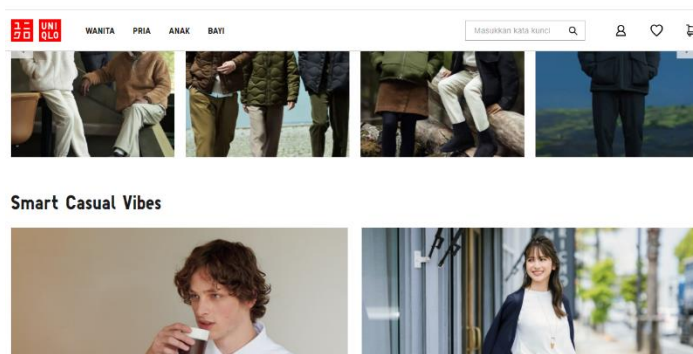 ユニ クロ
UNI QLO
WANITA PRIA ANAK BAYI
Masukkan kata kunci
Smart Casual Vibes